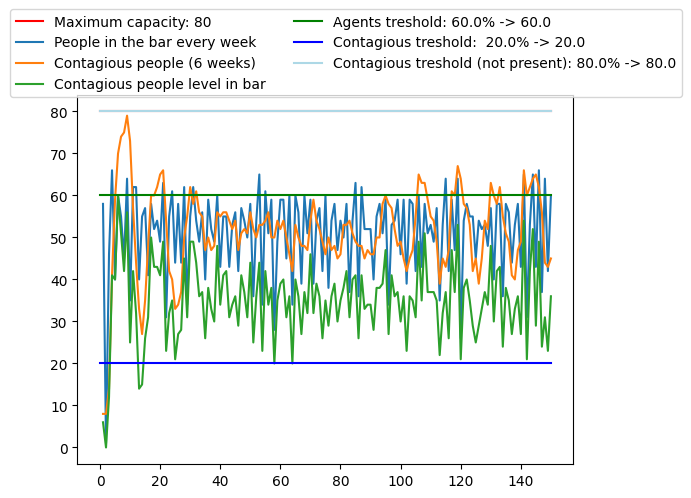 Maximum capacity: 80
People in the bar every week
Contagious people (6 weeks)
Contagious people level in bar
Agents treshold: 60.0% -> 60.0
Contagious treshold:  20.0% -> 20.0
Contagious treshold (not present): 80.0% -> 80.0
80
70
60
50
40
30
20
10
0
0 20 40 60 80 100 120 140